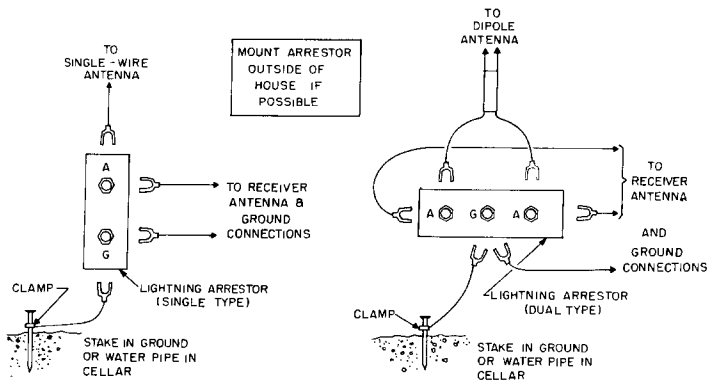 TO
SINGLE-WIRE
ANTENNA
MOUNT ARRESTOR
OUTSIDE OF
HOUSE IF
POSSIBLE
A
G
TO RECEIVER
ANTENNA &
GROUND
CONNECTIONS
LIGHTNING ARRESTOR
(SINGLE TYPE)
CLAMP
STAKE IN GROUND
OR WATER PIPE IN
CELLAR
TO
DIPOLE
ANTENNA
A G A
TO
RECEIVER
ANTENNA
AND
GROUND
CONNECTIONS
LIGHTNING ARRESTOR
(DUAL TYPE)
CLAMP
STAKE IN GROUND
OR WATER PIPE IN
CELLAR